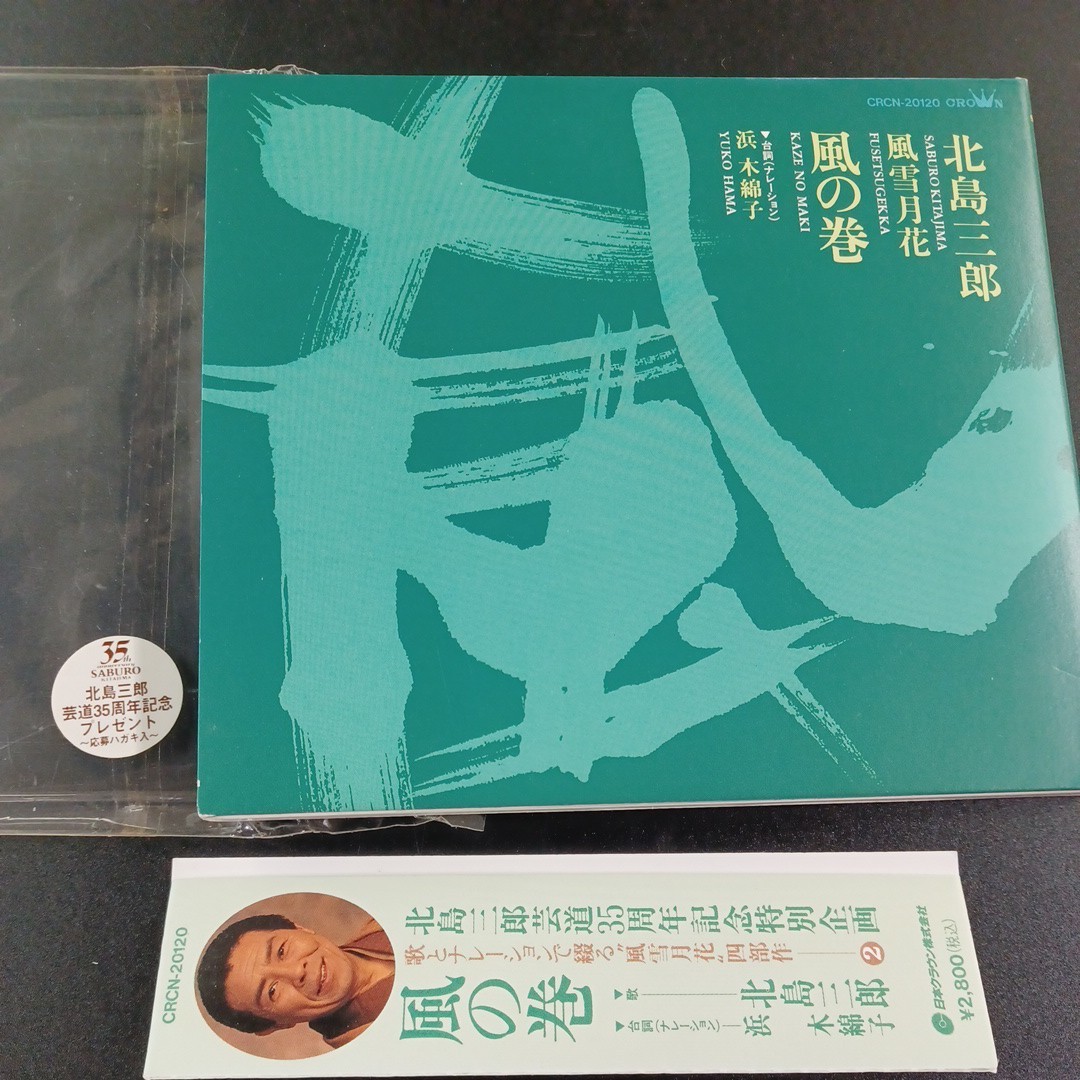 CRCN-20120 CROWN
北島三郎
SABURO KITAJIMA
風雪月花
FUSETSUGEKKA
風の巻
KAZE NO MAKI
▼台詞(ナレーション)
浜 木綿子
YUKO HAMA
35th
ANNIVERSARY
SABURO
KITAJIMA
北島三郎
芸道35周年記念
プレゼント
～応募ハガキ入～
CRCN-20120
北島三郎芸道35周年記念特別企画
歌とナレーションで綴る"風雪月花"四部作 ❷
風の巻
▼歌 北島三郎
▼台詞(ナレーション) 浜 木綿子
日本クラウン株式会社
¥2,800(税込)